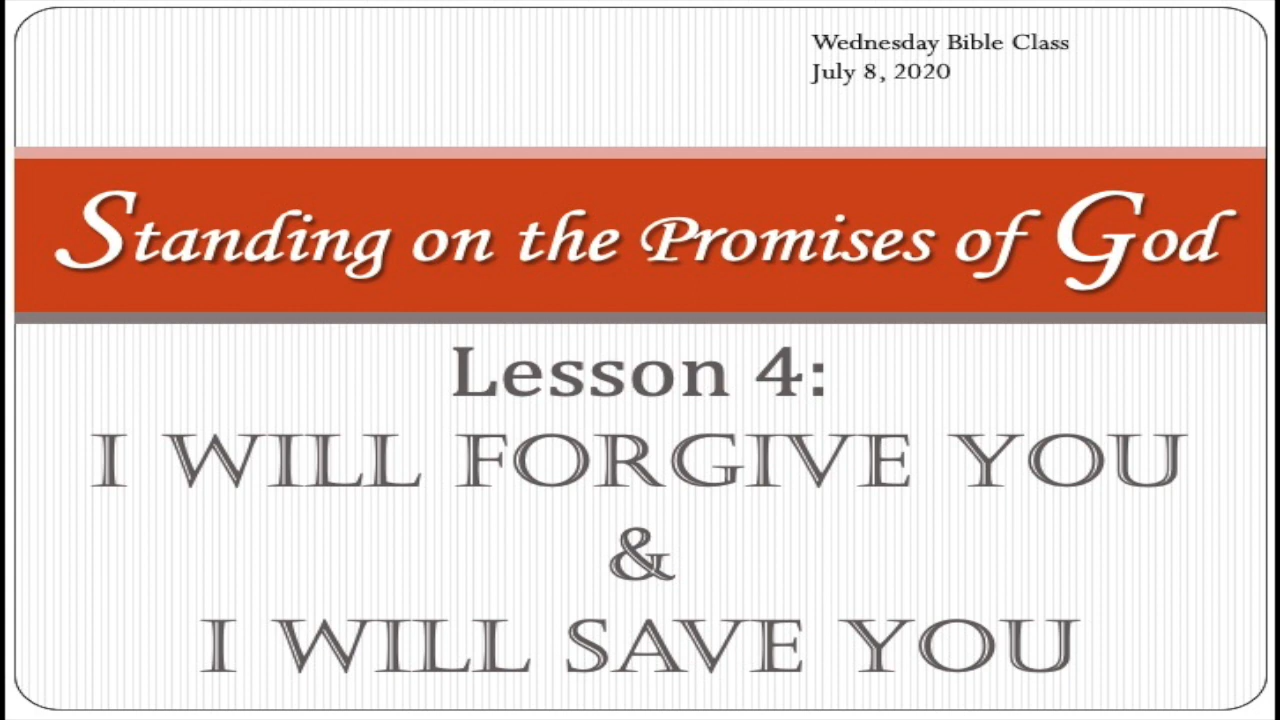 Wednesday Bible Class
July 8, 2020
Standing on the Promises of God
Lesson 4:
I WILL FORGIVE YOU
&
I WILL SAVE YOU